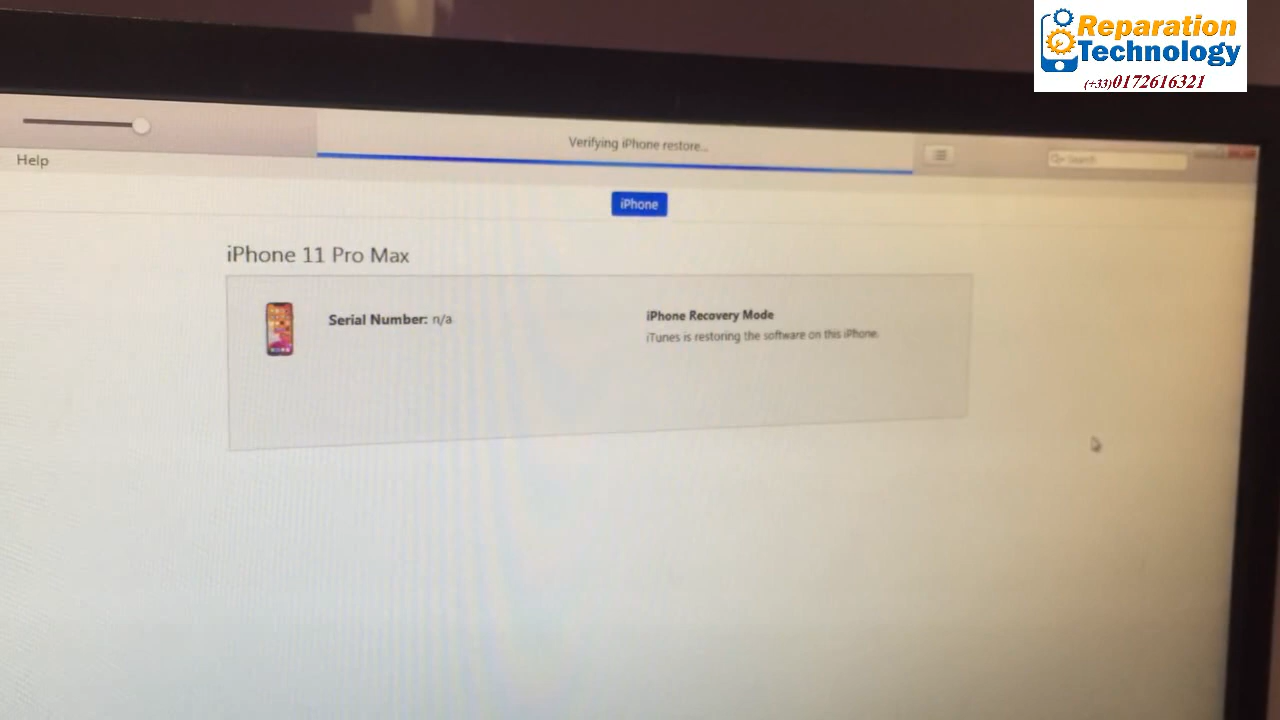 Reparation
Technology
(+33)0172616321
Verifying iPhone restore...
Search
Help
iPhone
iPhone 11 Pro Max
Serial Number: n/a
iPhone Recovery Mode
iTunes is restoring the software on this iPhone.